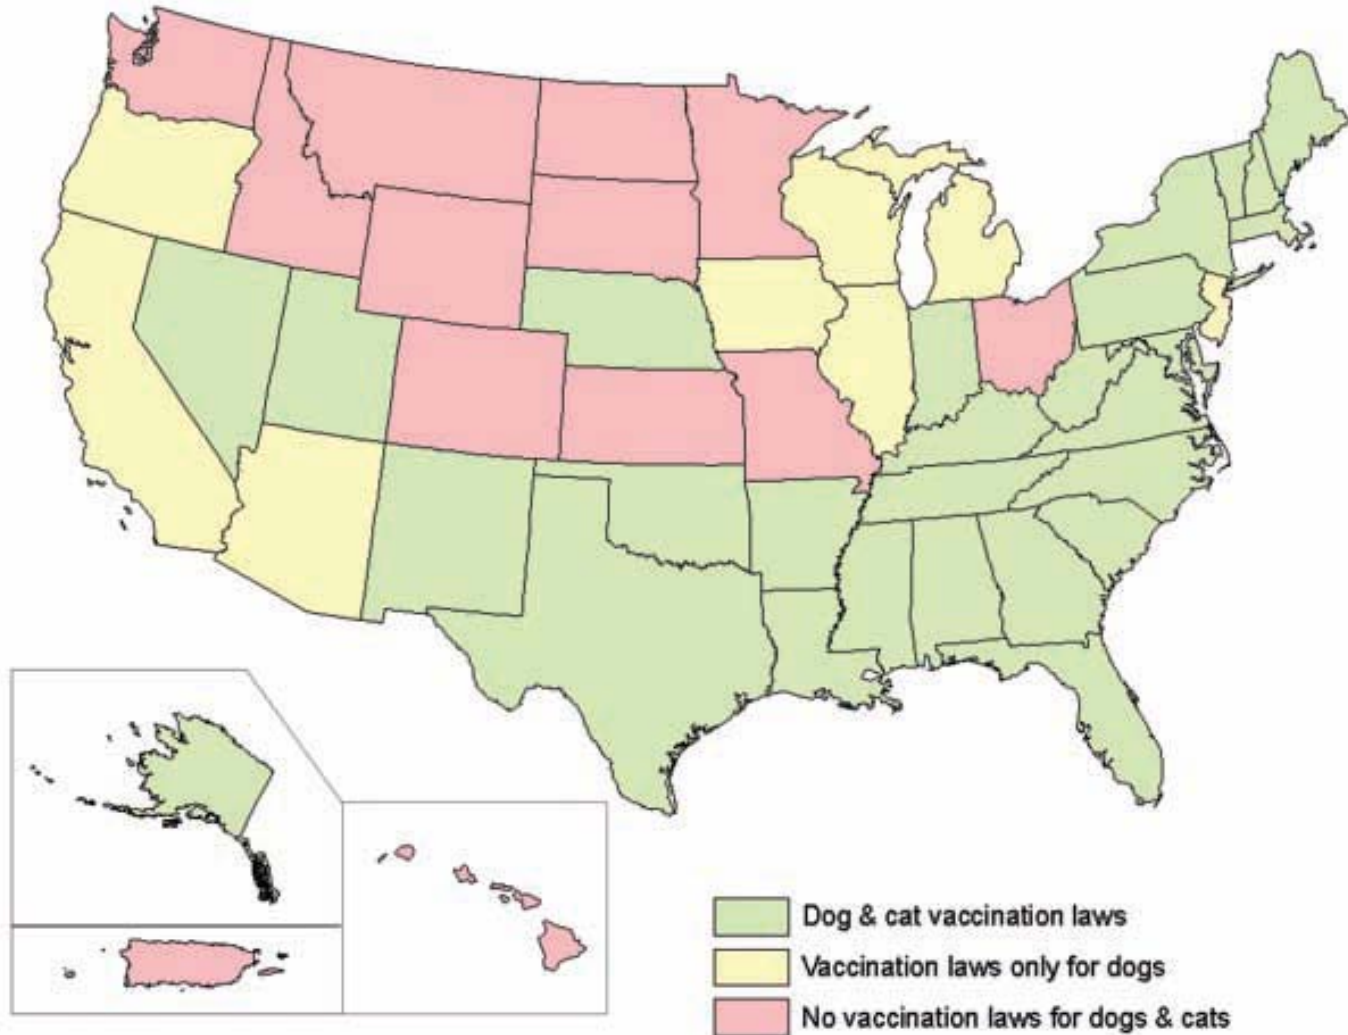 Dog & cat vaccination laws
Vaccination laws only for dogs
No vaccination laws for dogs & cats